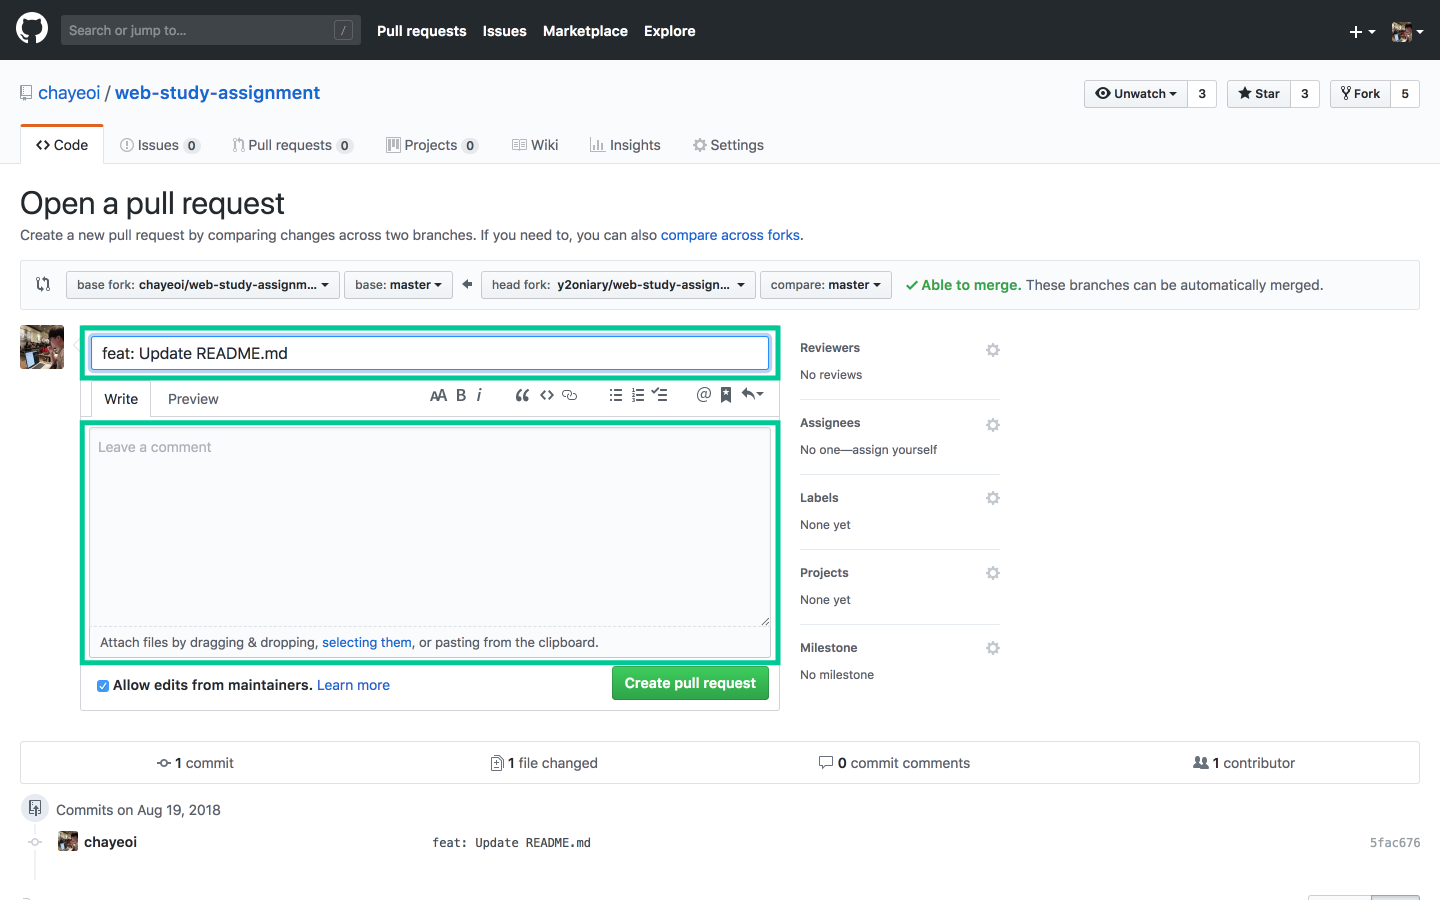 Search or jump to... / Pull requests Issues Marketplace Explore
chayeoi / web-study-assignment Unwatch 3 Star 3 Fork 5
Code Issues 0 Pull requests 0 Projects 0 Wiki Insights Settings
Open a pull request
Create a new pull request by comparing changes across two branches. If you need to, you can also compare across forks.
base fork: chayeoi/web-study-assignm... base: master head fork: y2oniary/web-study-assign... compare: master Able to merge. These branches can be automatically merged.
feat: Update README.md
Write Preview AA B i @
Leave a comment
Attach files by dragging & dropping, selecting them, or pasting from the clipboard.
Allow edits from maintainers. Learn more Create pull request
Reviewers
No reviews
Assignees
No one—assign yourself
Labels
None yet
Projects
None yet
Milestone
No milestone
1 commit 1 file changed 0 commit comments 1 contributor
Commits on Aug 19, 2018
chayeoi feat: Update README.md 5fac676